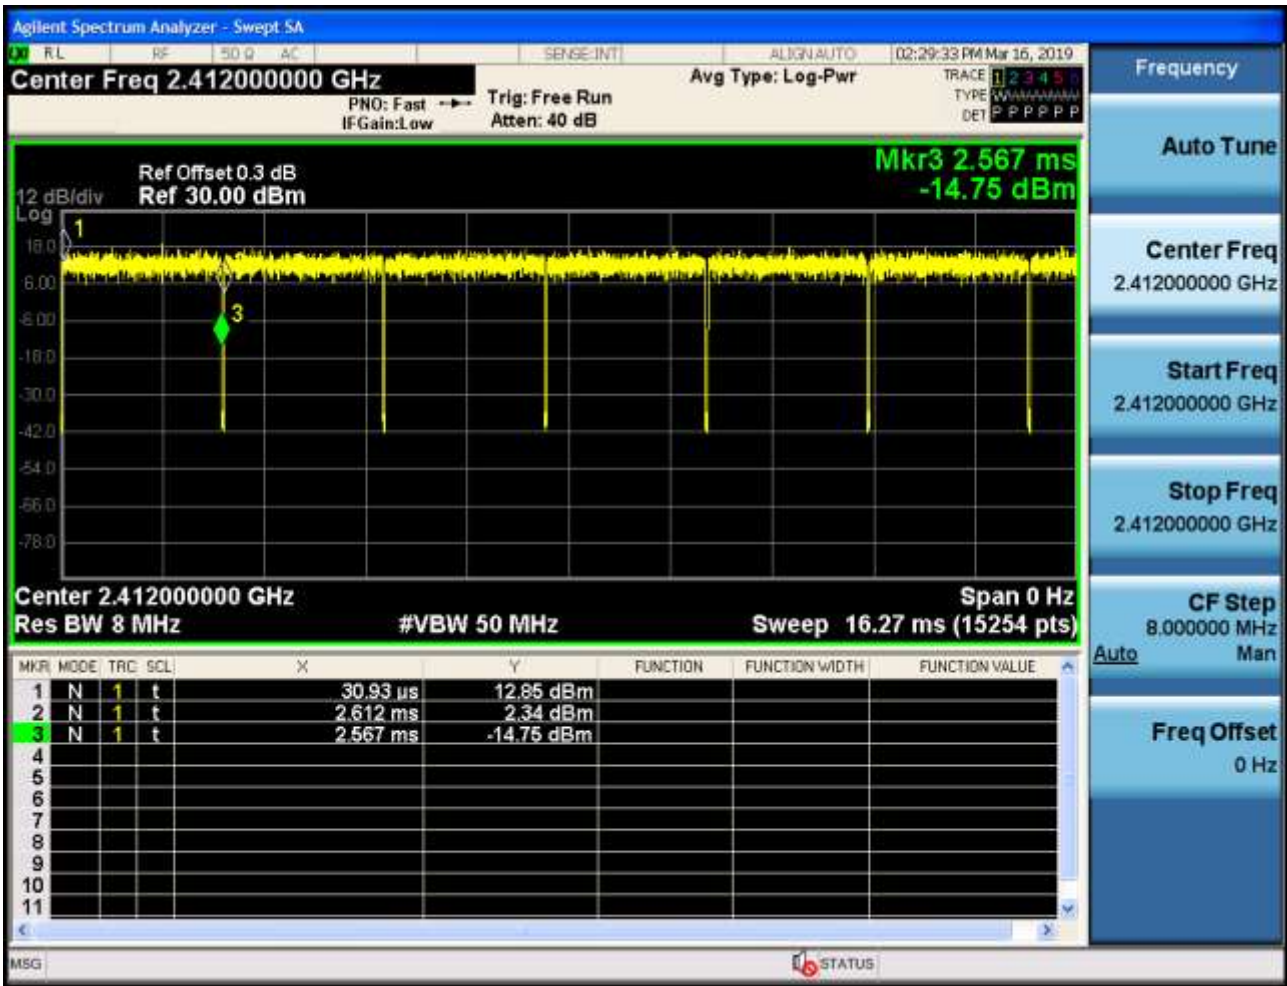 Agilent Spectrum Analyzer - Swept SA
RL RF 50 Ω AC SENSE:INT ALIGN AUTO 02:29:33 PM Mar 16, 2019
Center Freq 2.412000000 GHz
PNO: Fast
IFGain:Low
Trig: Free Run
Atten: 40 dB
Avg Type: Log-Pwr
TRACE 1 2 3 4 5 6
TYPE
DET P P P P P P
Ref Offset 0.3 dB
12 dB/div Ref 30.00 dBm
Log
Mkr3 2.567 ms
-14.75 dBm
18.0
6.00
-6.00
-18.0
-30.0
-42.0
-54.0
-66.0
-78.0
1
3
Center 2.412000000 GHz Span 0 Hz
Res BW 8 MHz #VBW 50 MHz Sweep 16.27 ms (15254 pts)
MKR MODE TRC SCL X Y FUNCTION FUNCTION WIDTH FUNCTION VALUE
1 N 1 t 30.93 µs 12.85 dBm
2 N 1 t 2.612 ms 2.34 dBm
3 N 1 t 2.567 ms -14.75 dBm
4
5
6
7
8
9
10
11
MSG STATUS
Frequency
Auto Tune
Center Freq
2.412000000 GHz
Start Freq
2.412000000 GHz
Stop Freq
2.412000000 GHz
CF Step
8.000000 MHz
Auto Man
Freq Offset
0 Hz